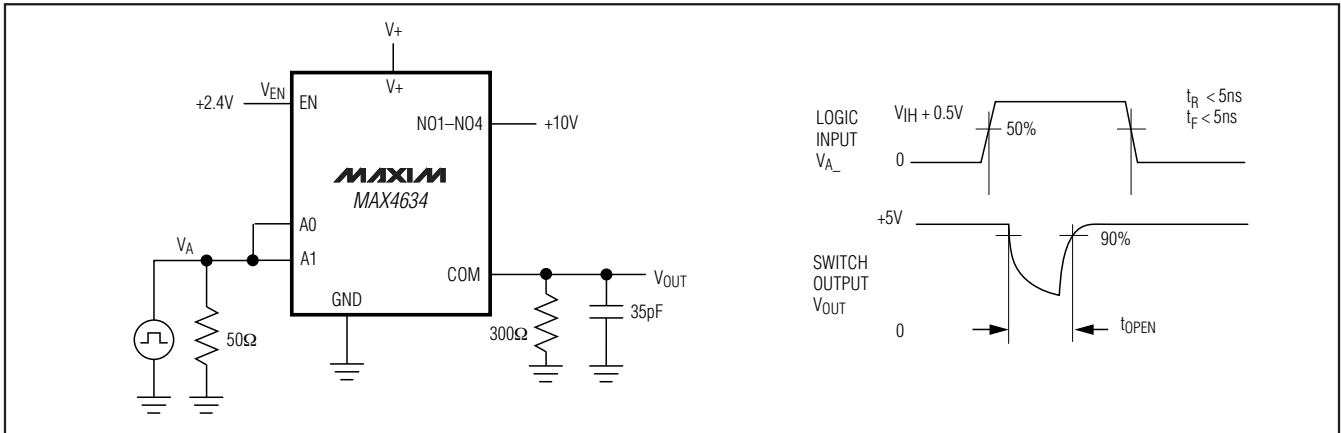 V+
V+
+2.4V
VEN
EN
NO1–NO4
+10V
MAXIM
MAX4634
A0
VA
A1
COM
VOUT
GND
50Ω
300Ω
35pF
LOGIC
INPUT
VA_
VIH + 0.5V
50%
0
tR < 5ns
tF < 5ns
+5V
90%
SWITCH
OUTPUT
VOUT
0
tOPEN